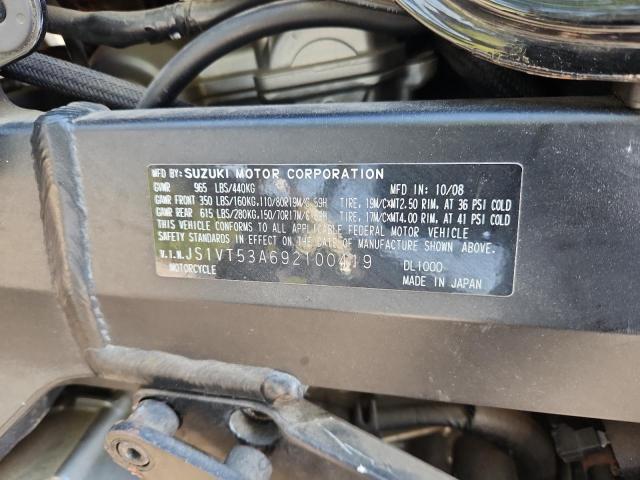 MFD BY: SUZUKI MOTOR CORPORATION
GVWR 965 LBS/440KG MFD IN 10/08
GAWR FRONT 350 LBS/160KG,110/80R19M/C 59H TIRE, 19M/C×MT2.50 RIM, AT 36 PSI COLD
GAWR REAR 615 LBS/280KG,150/70R17M/C TIRE, 17M/C×MT4.00 RIM, AT 41 PSI COLD
THIS VEHICLE CONFORMS TO ALL APPLICABLE FEDERAL MOTOR VEHICLE
SAFETY STANDARDS IN EFFECT ON THE DATE OF MANUFACTURE SHOWN ABOVE.
V.I.N. JS1VT53A692100419 DL1000
MOTORCYCLE MADE IN JAPAN